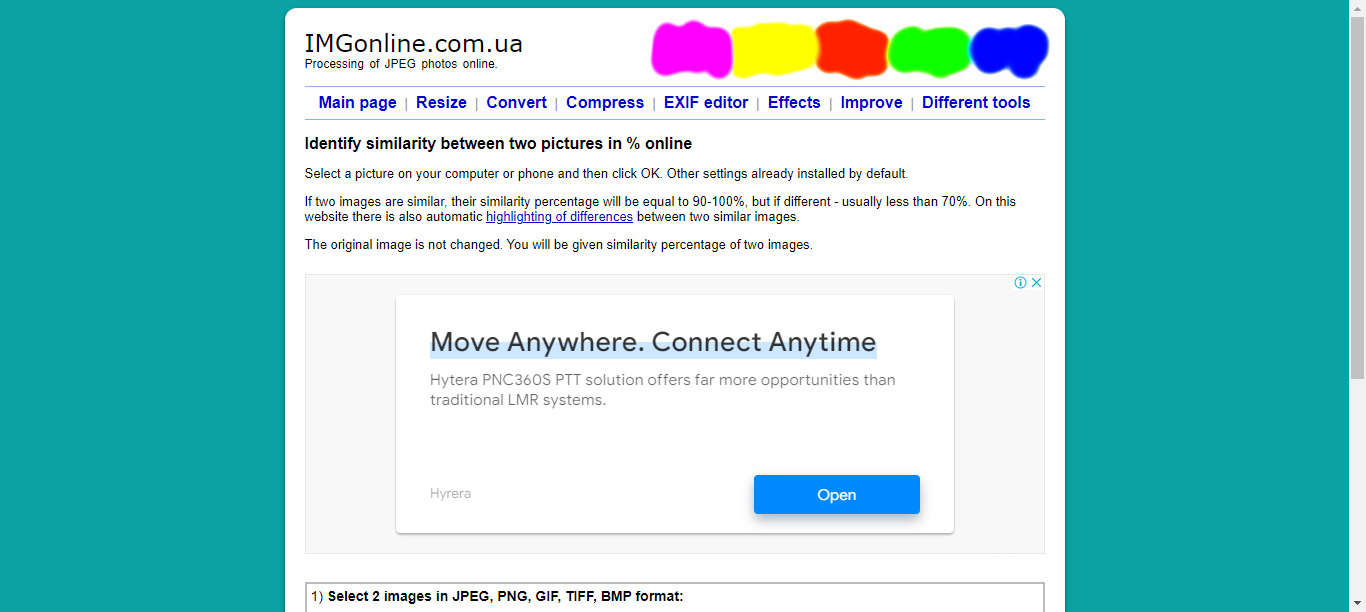 IMGonline.com.ua
Processing of JPEG photos online.
Main page | Resize | Convert | Compress | EXIF editor | Effects | Improve | Different tools
Identify similarity between two pictures in % online
Select a picture on your computer or phone and then click OK. Other settings already installed by default.
If two images are similar, their similarity percentage will be equal to 90-100%, but if different - usually less than 70%. On this
website there is also automatic highlighting of differences between two similar images.
The original image is not changed. You will be given similarity percentage of two images.
Move Anywhere. Connect Anytime
Hytera PNC360S PTT solution offers far more opportunities than
traditional LMR systems.
Hyrera
Open
1) Select 2 images in JPEG, PNG, GIF, TIFF, BMP format: